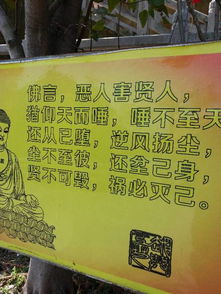 佛言，恶人害贤人，
犹仰天而唾，唾不至天
还从已堕，逆风扬尘，
尘不至彼，还坌己身，
贤不可毁，祸必灭己。